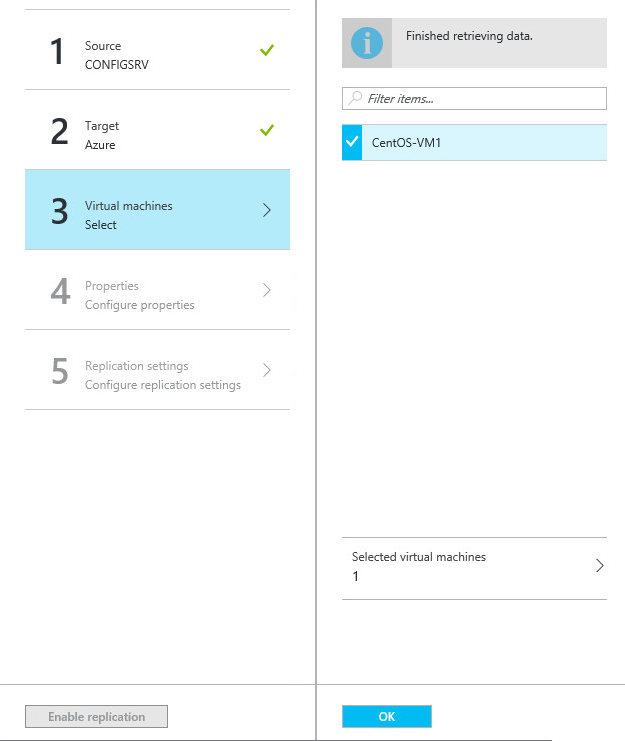 1
Source
CONFIGSRV
2
Target
Azure
3
Virtual machines
Select
4
Properties
Configure properties
5
Replication settings
Configure replication settings
Enable replication
i
Finished retrieving data.
Filter items...
CentOS-VM1
Selected virtual machines
1
OK